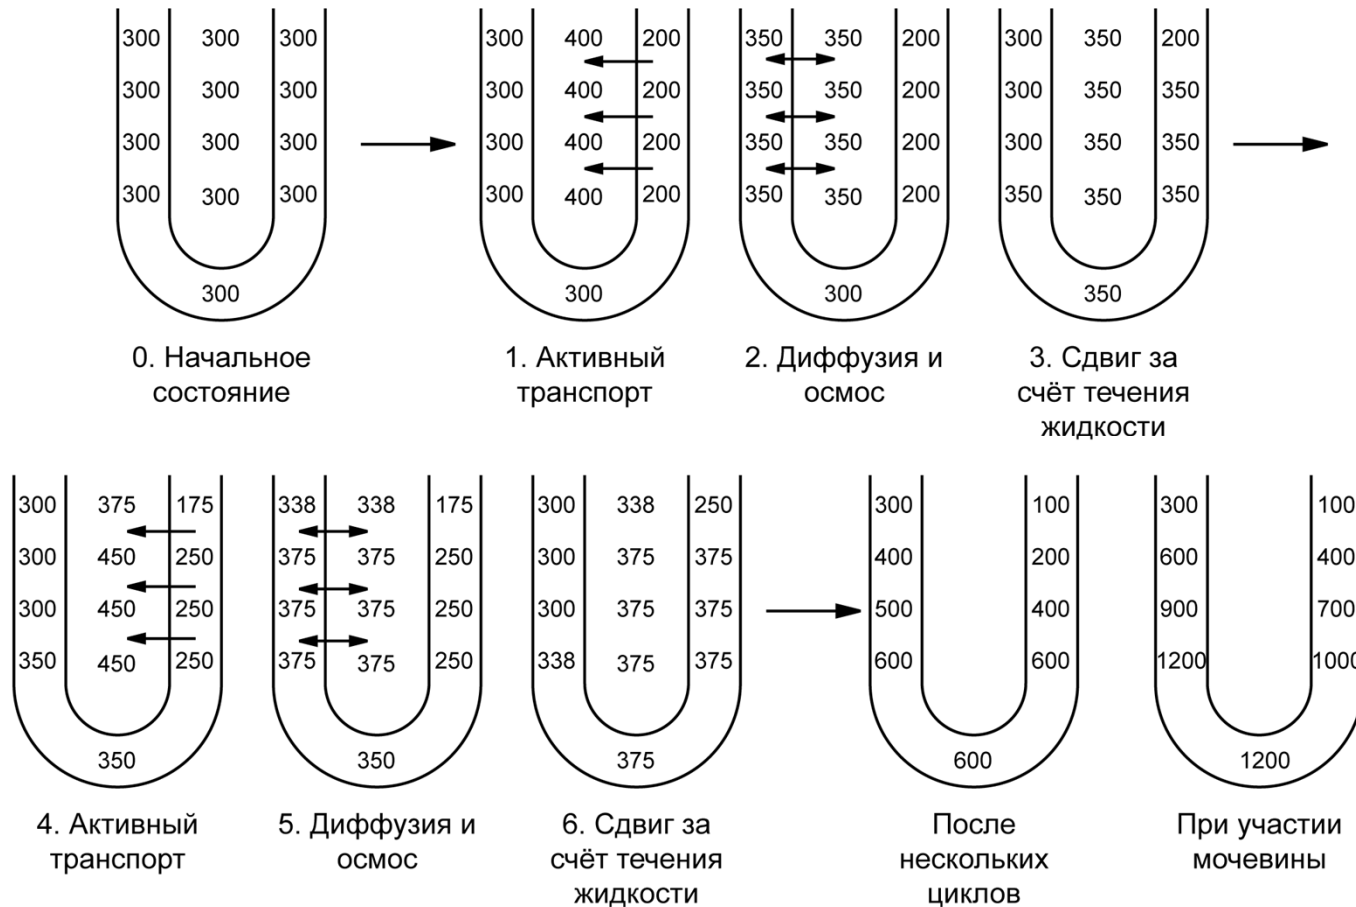 300 300 300 300 400 200 350 350 200 300 350 200
300 300 300 300 400 200 350 350 200 300 350 200
300 300 300 300 400 200 350 350 200 300 350 350
300 300 300 300 400 200 350 350 200 350 350 350
300 300 300 350
0. Начальное
состояние
1. Активный
транспорт
2. Диффузия и
осмос
3. Сдвиг за
счёт течения
жидкости
300 375 175 338 338 175 300 338 250 300 100 300 100
300 450 250 375 375 250 300 375 375 400 200 600 400
300 450 250 375 375 250 300 375 375 500 400 900 700
350 450 250 375 375 250 338 375 375 600 600 1200 1000
350 350 375 600 1200
4. Активный
транспорт
5. Диффузия и
осмос
6. Сдвиг за
счёт течения
жидкости
После
нескольких
циклов
При участии
мочевины